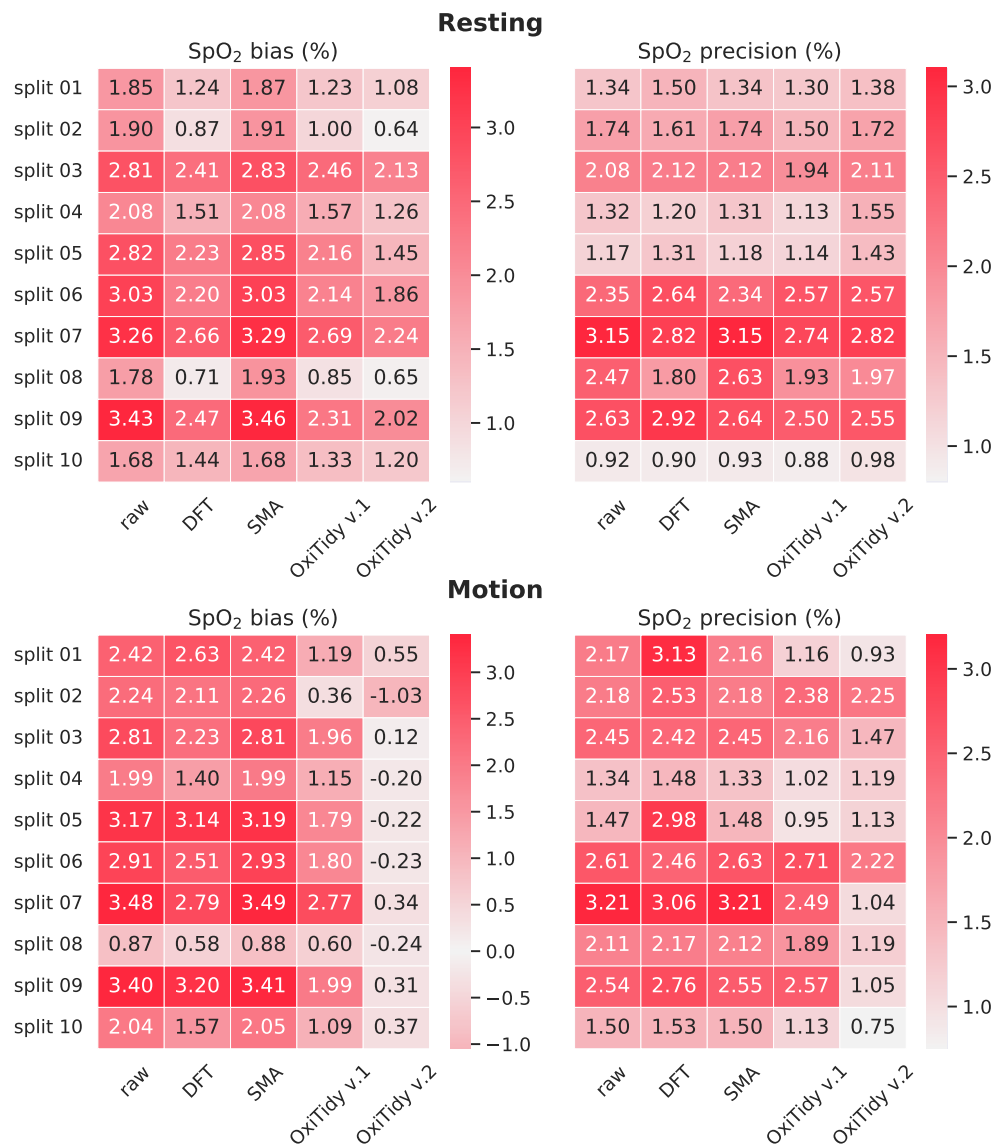 Resting
SpO₂ bias (%) SpO₂ precision (%)
split 01 1.85 1.24 1.87 1.23 1.08 1.34 1.50 1.34 1.30 1.38
split 02 1.90 0.87 1.91 1.00 0.64 1.74 1.61 1.74 1.50 1.72
split 03 2.81 2.41 2.83 2.46 2.13 2.08 2.12 2.12 1.94 2.11
split 04 2.08 1.51 2.08 1.57 1.26 1.32 1.20 1.31 1.13 1.55
split 05 2.82 2.23 2.85 2.16 1.45 1.17 1.31 1.18 1.14 1.43
split 06 3.03 2.20 3.03 2.14 1.86 2.35 2.64 2.34 2.57 2.57
split 07 3.26 2.66 3.29 2.69 2.24 3.15 2.82 3.15 2.74 2.82
split 08 1.78 0.71 1.93 0.85 0.65 2.47 1.80 2.63 1.93 1.97
split 09 3.43 2.47 3.46 2.31 2.02 2.63 2.92 2.64 2.50 2.55
split 10 1.68 1.44 1.68 1.33 1.20 0.92 0.90 0.93 0.88 0.98
3.0
2.5
2.0
1.5
1.0
3.0
2.5
2.0
1.5
1.0
raw DFT SMA OxiTidy v.1 OxiTidy v.2 raw DFT SMA OxiTidy v.1 OxiTidy v.2
Motion
SpO₂ bias (%) SpO₂ precision (%)
split 01 2.42 2.63 2.42 1.19 0.55 2.17 3.13 2.16 1.16 0.93
split 02 2.24 2.11 2.26 0.36 -1.03 2.18 2.53 2.18 2.38 2.25
split 03 2.81 2.23 2.81 1.96 0.12 2.45 2.42 2.45 2.16 1.47
split 04 1.99 1.40 1.99 1.15 -0.20 1.34 1.48 1.33 1.02 1.19
split 05 3.17 3.14 3.19 1.79 -0.22 1.47 2.98 1.48 0.95 1.13
split 06 2.91 2.51 2.93 1.80 -0.23 2.61 2.46 2.63 2.71 2.22
split 07 3.48 2.79 3.49 2.77 0.34 3.21 3.06 3.21 2.49 1.04
split 08 0.87 0.58 0.88 0.60 -0.24 2.11 2.17 2.12 1.89 1.19
split 09 3.40 3.20 3.41 1.99 0.31 2.54 2.76 2.55 2.57 1.05
split 10 2.04 1.57 2.05 1.09 0.37 1.50 1.53 1.50 1.13 0.75
3.0
2.5
2.0
1.5
1.0
0.5
0.0
−0.5
−1.0
3.0
2.5
2.0
1.5
1.0
raw DFT SMA OxiTidy v.1 OxiTidy v.2 raw DFT SMA OxiTidy v.1 OxiTidy v.2